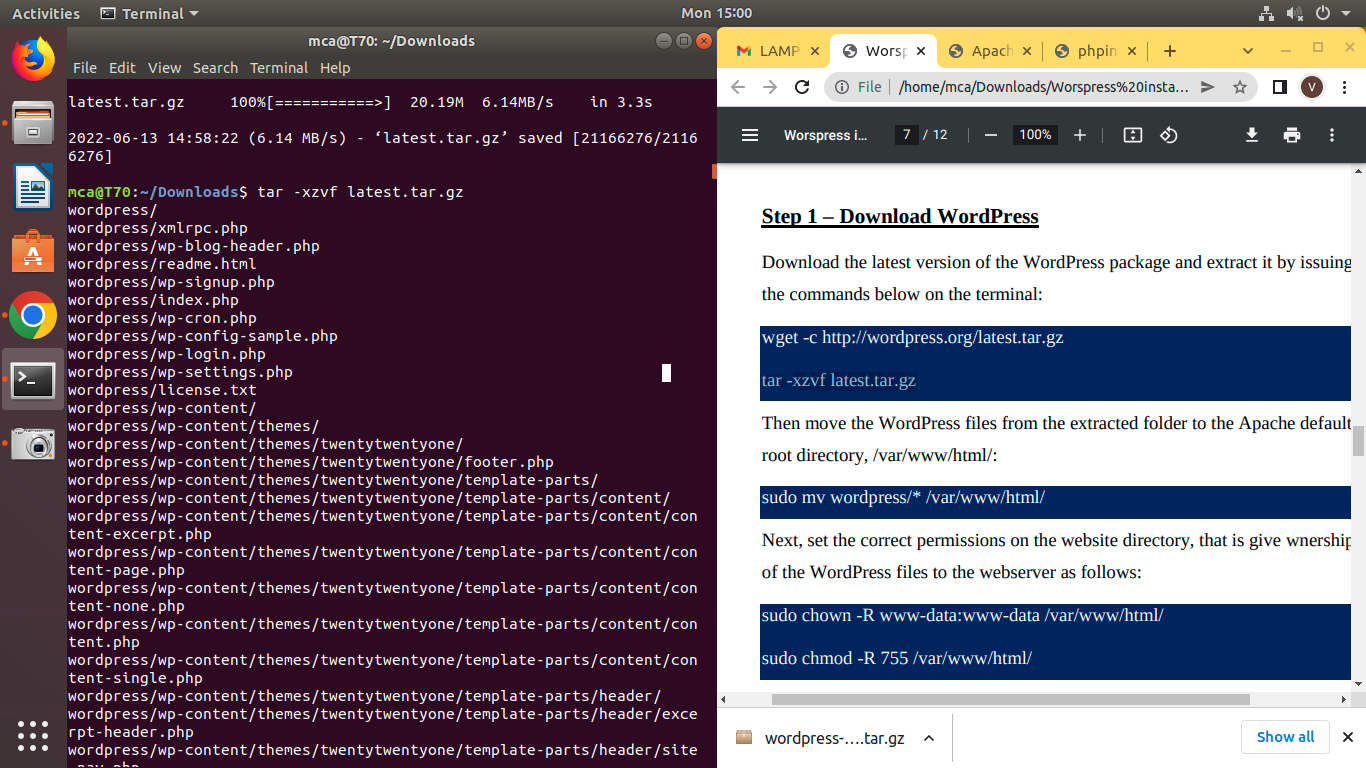 Activities Terminal Mon 15:00
mca@T70: ~/Downloads
File Edit View Search Terminal Help
latest.tar.gz 100%[===========>] 20.19M 6.14MB/s in 3.3s
2022-06-13 14:58:22 (6.14 MB/s) - ‘latest.tar.gz’ saved [21166276/2116
6276]
mca@T70:~/Downloads$ tar -xzvf latest.tar.gz
wordpress/
wordpress/xmlrpc.php
wordpress/wp-blog-header.php
wordpress/readme.html
wordpress/wp-signup.php
wordpress/index.php
wordpress/wp-cron.php
wordpress/wp-config-sample.php
wordpress/wp-login.php
wordpress/wp-settings.php
wordpress/license.txt
wordpress/wp-content/
wordpress/wp-content/themes/
wordpress/wp-content/themes/twentytwentyone/
wordpress/wp-content/themes/twentytwentyone/footer.php
wordpress/wp-content/themes/twentytwentyone/template-parts/
wordpress/wp-content/themes/twentytwentyone/template-parts/content/
wordpress/wp-content/themes/twentytwentyone/template-parts/content/con
tent-excerpt.php
wordpress/wp-content/themes/twentytwentyone/template-parts/content/con
tent-page.php
wordpress/wp-content/themes/twentytwentyone/template-parts/content/con
tent-none.php
wordpress/wp-content/themes/twentytwentyone/template-parts/content/con
tent.php
wordpress/wp-content/themes/twentytwentyone/template-parts/content/con
tent-single.php
wordpress/wp-content/themes/twentytwentyone/template-parts/header/
wordpress/wp-content/themes/twentytwentyone/template-parts/header/exce
rpt-header.php
wordpress/wp-content/themes/twentytwentyone/template-parts/header/site
LAMP Worsp Apach phpin
File /home/mca/Downloads/Worspress%20insta... V
Worspress i... 7 / 12 100%
Step 1 – Download WordPress
Download the latest version of the WordPress package and extract it by issuing
the commands below on the terminal:
wget -c http://wordpress.org/latest.tar.gz
tar -xzvf latest.tar.gz
Then move the WordPress files from the extracted folder to the Apache default
root directory, /var/www/html/:
sudo mv wordpress/* /var/www/html/
Next, set the correct permissions on the website directory, that is give wnership
of the WordPress files to the webserver as follows:
sudo chown -R www-data:www-data /var/www/html/
sudo chmod -R 755 /var/www/html/
wordpress-....tar.gz Show all